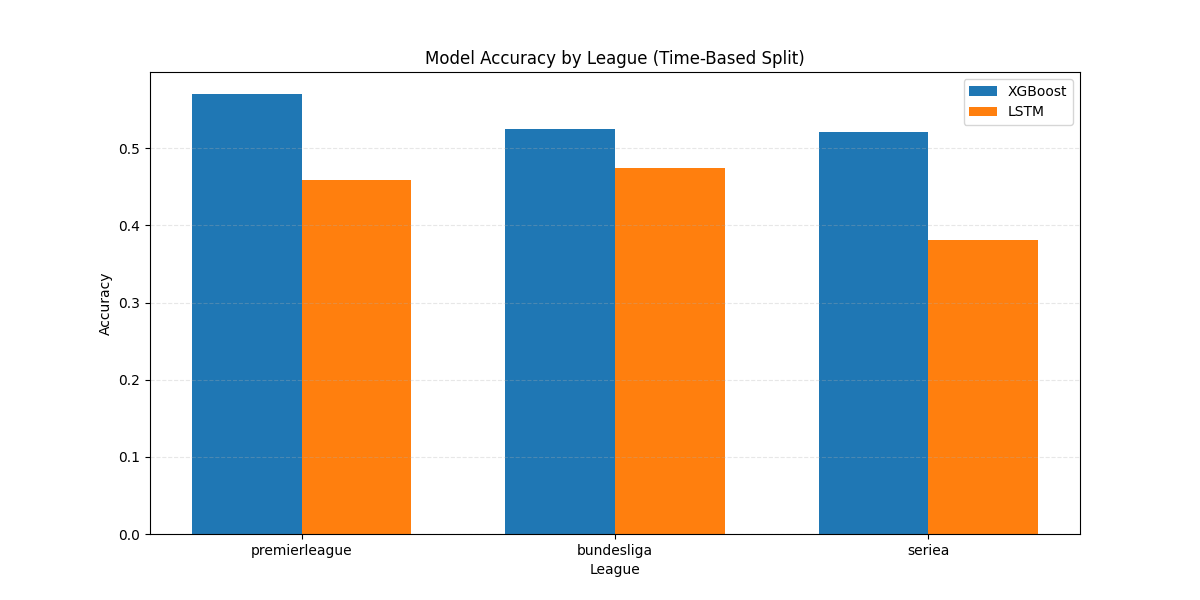 Model Accuracy by League (Time-Based Split)
XGBoost
LSTM
0.5
0.4
0.3
0.2
0.1
0.0
Accuracy
premierleague
bundesliga
seriea
League